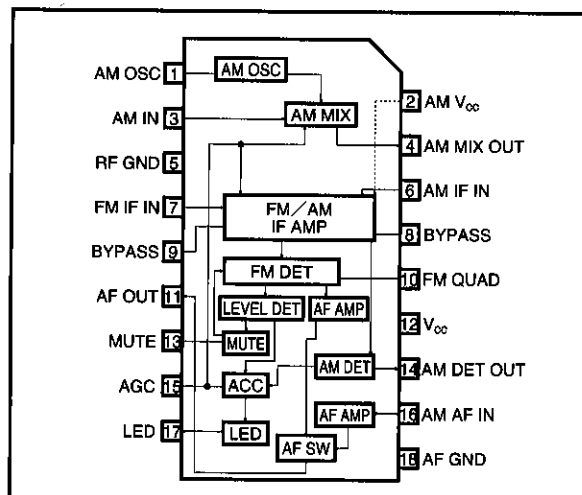 AM OSC 1 AM OSC
2 AM Vcc
AM IN 3 AM MIX
4 AM MIX OUT
RF GND 5
6 AM IF IN
FM IF IN 7 FM/AM
IF AMP
8 BYPASS
BYPASS 9
FM DET 10 FM QUAD
AF OUT 11 LEVEL DET AF AMP
12 Vcc
MUTE 13 MUTE
AM DET 14 AM DET OUT
AGC 15 ACC
AF AMP 16 AM AF IN
LED 17 LED
AF SW
18 AF GND